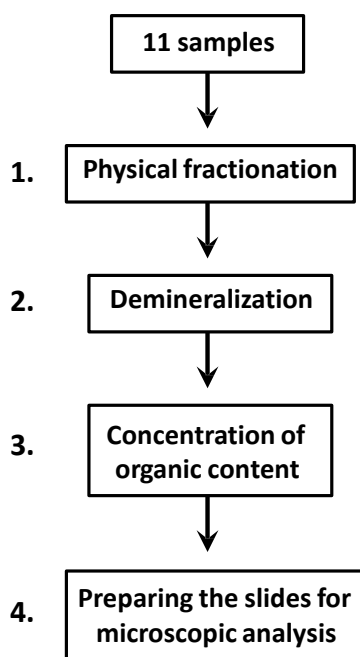 11 samples
1. Physical fractionation
2. Demineralization
3. Concentration of
organic content
4. Preparing the slides for
microscopic analysis